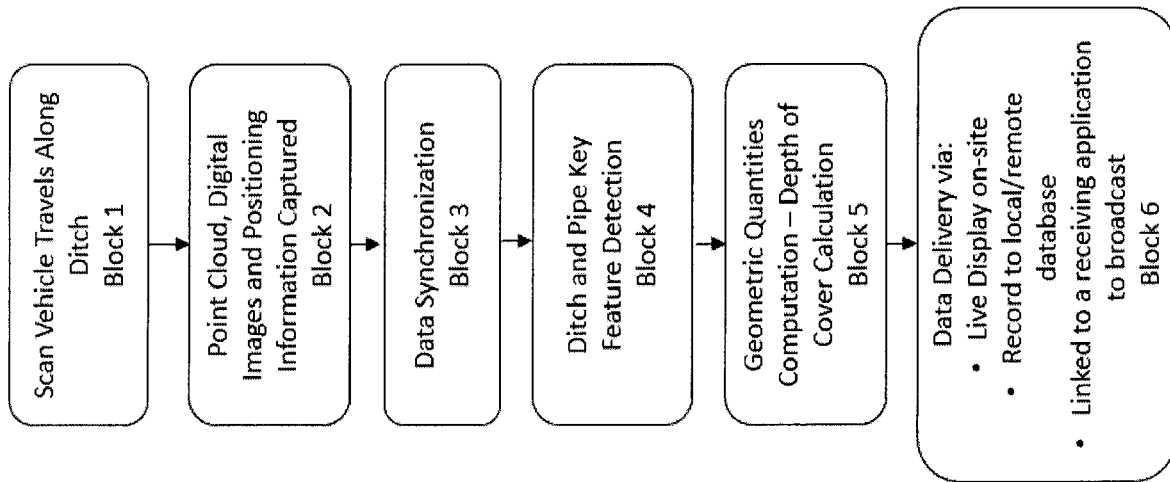 Scan Vehicle Travels Along
Ditch
Block 1
Point Cloud, Digital
Images and Positioning
Information Captured
Block 2
Data Synchronization
Block 3
Ditch and Pipe Key
Feature Detection
Block 4
Geometric Quantities
Computation – Depth of
Cover Calculation
Block 5
Data Delivery via:
• Live Display on-site
• Record to local/remote
database
• Linked to a receiving application
to broadcast
Block 6